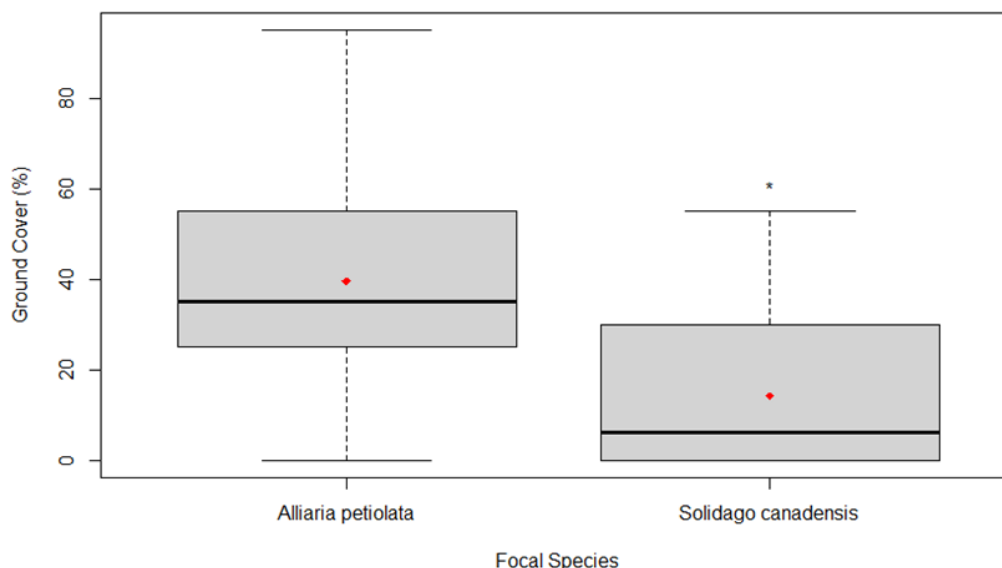 Ground Cover (%)
80
60
40
20
0
*
Alliaria petiolata
Solidago canadensis
Focal Species